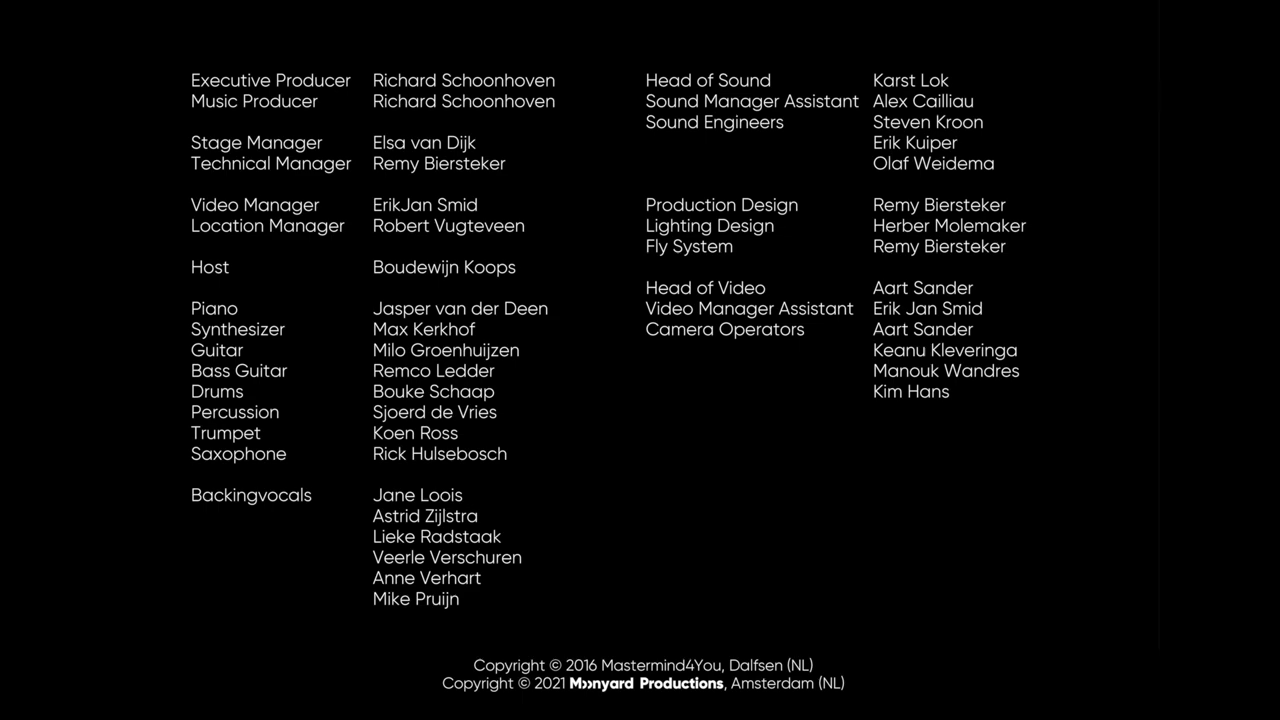 Executive Producer Richard Schoonhoven
Music Producer Richard Schoonhoven
Stage Manager Elsa van Dijk
Technical Manager Remy Biersteker
Video Manager ErikJan Smid
Location Manager Robert Vugteveen
Host Boudewijn Koops
Piano Jasper van der Deen
Synthesizer Max Kerkhof
Guitar Milo Groenhuijzen
Bass Guitar Remco Ledder
Drums Bouke Schaap
Percussion Sjoerd de Vries
Trumpet Koen Ross
Saxophone Rick Hulsebosch
Backingvocals Jane Loois
Astrid Zijlstra
Lieke Radstaak
Veerle Verschuren
Anne Verhart
Mike Pruijn
Head of Sound Karst Lok
Sound Manager Assistant Alex Cailliau
Sound Engineers Steven Kroon
Erik Kuiper
Olaf Weidema
Production Design Remy Biersteker
Lighting Design Herber Molemaker
Fly System Remy Biersteker
Head of Video Aart Sander
Video Manager Assistant Erik Jan Smid
Camera Operators Aart Sander
Keanu Kleveringa
Manouk Wandres
Kim Hans
Copyright © 2016 Mastermind4You, Dalfsen (NL)
Copyright © 2021 Moonyard Productions, Amsterdam (NL)